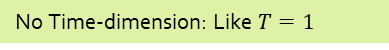 No Time-dimension: Like 𝑇 = 1